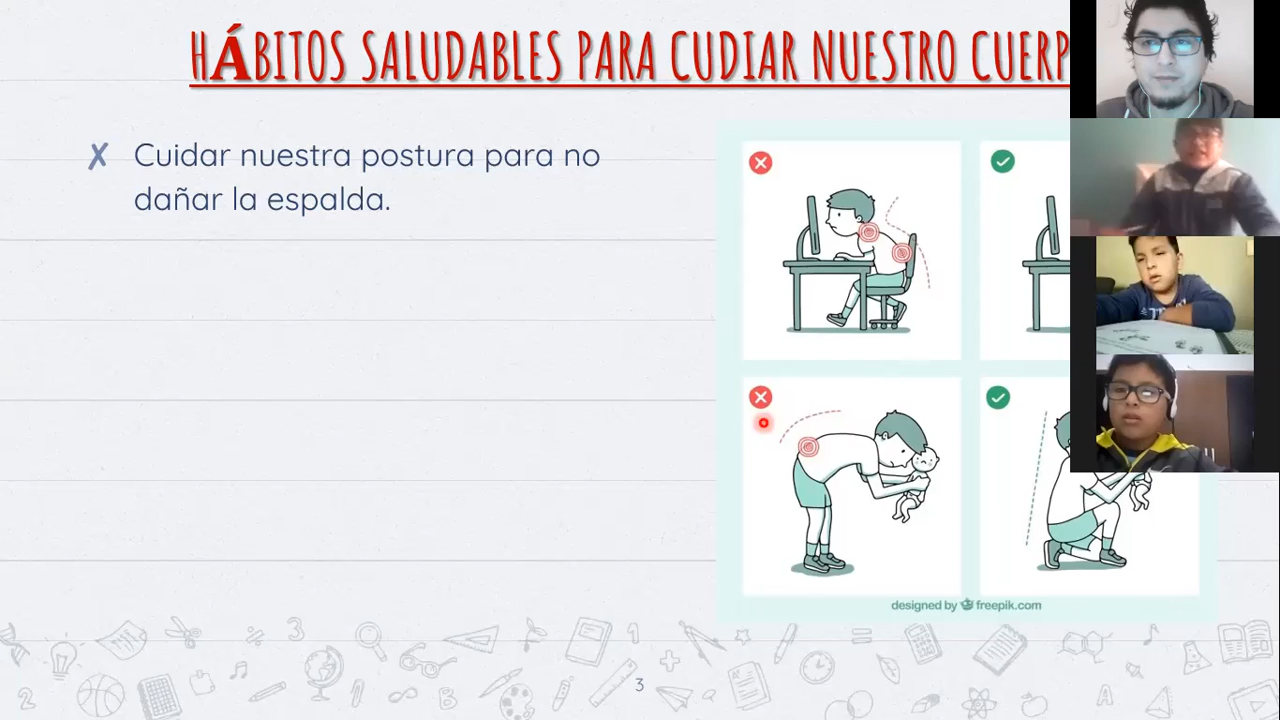 HÁBITOS SALUDABLES PARA CUDIAR NUESTRO CUERP
✗ Cuidar nuestra postura para no
dañar la espalda.
designed by freepik.com
3